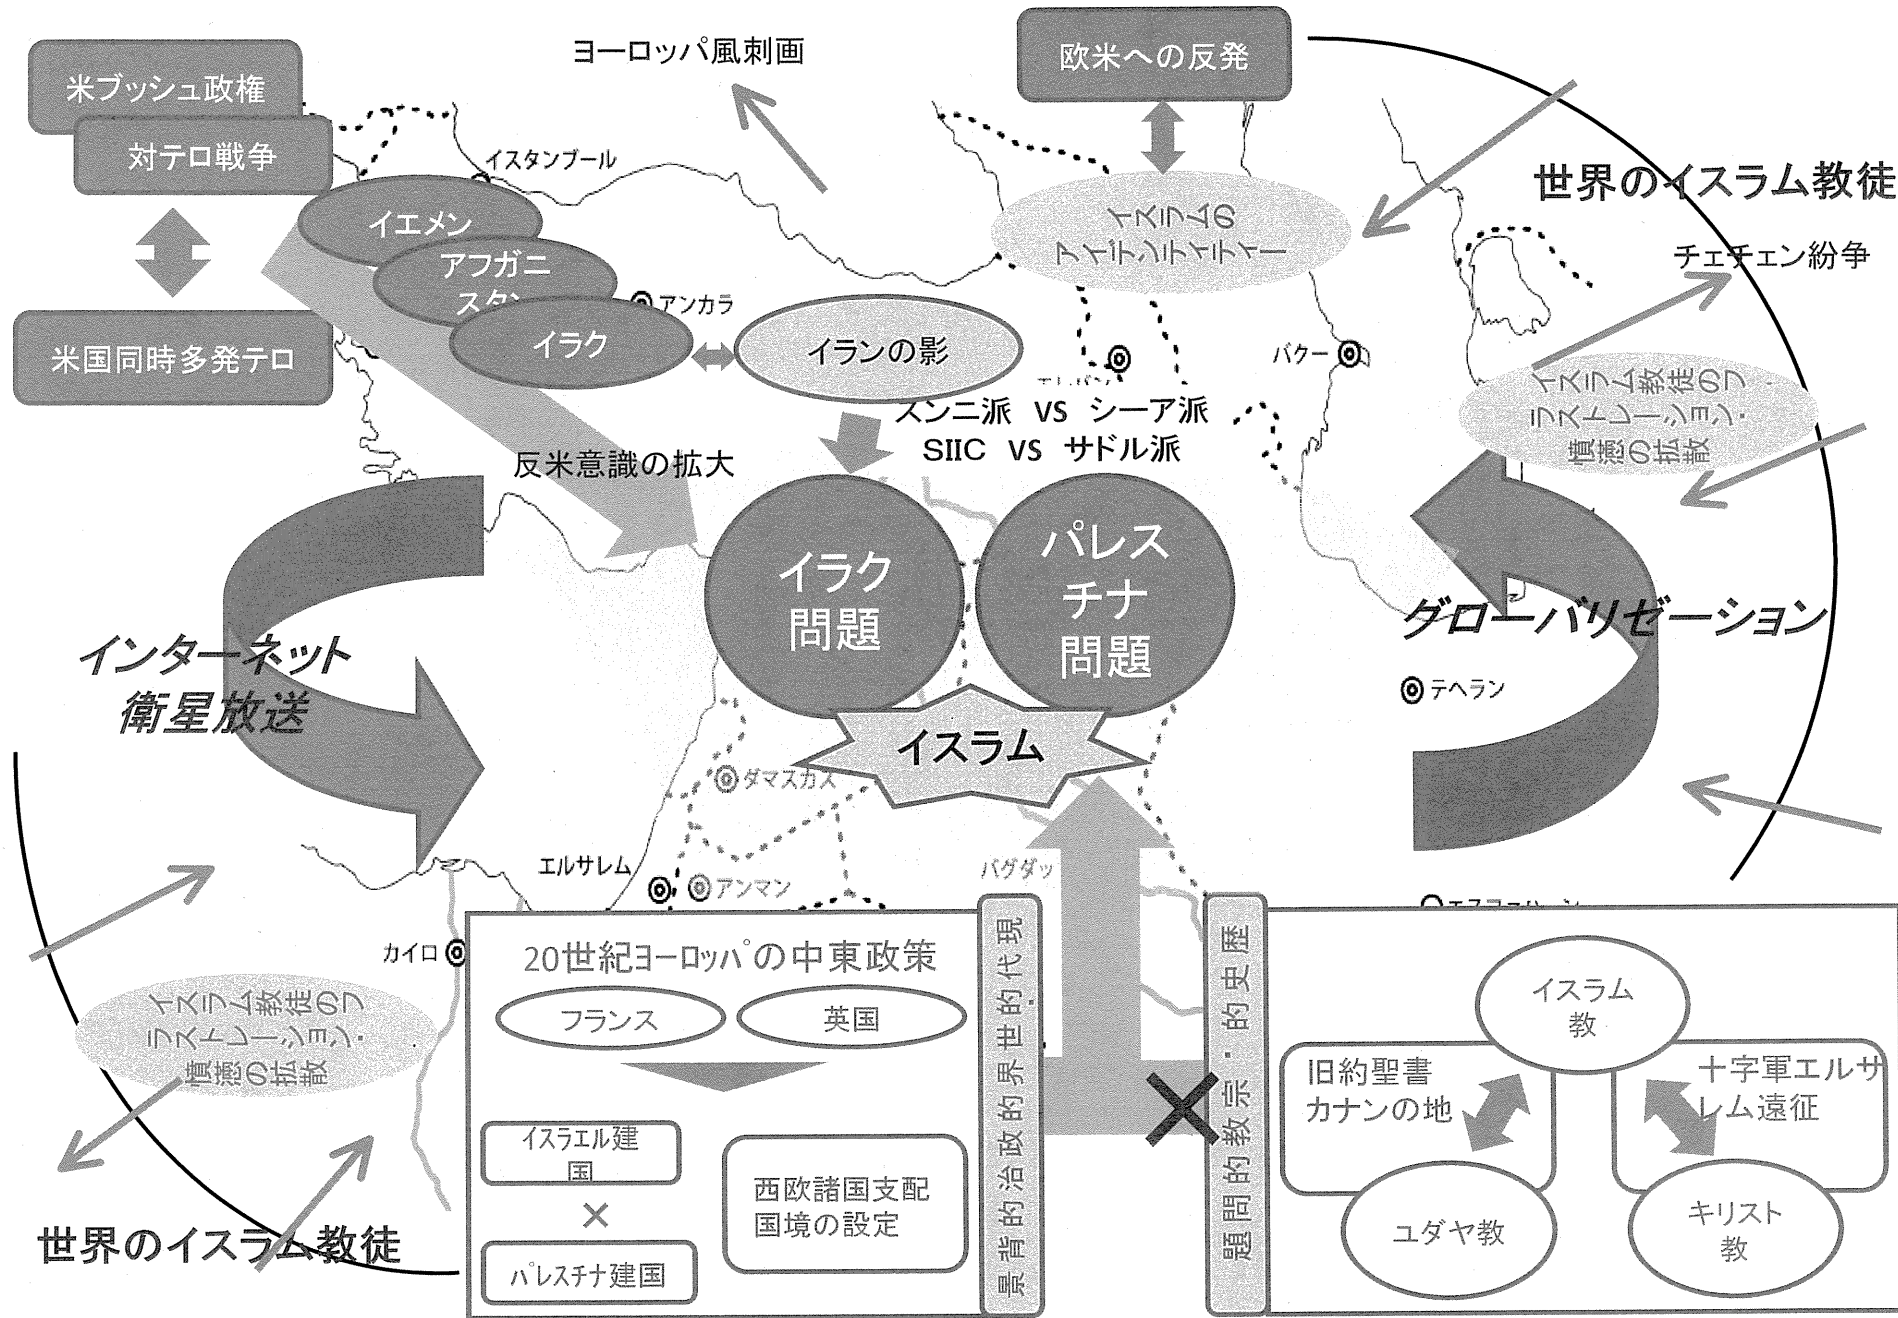 米ブッシュ政権
対テロ戦争
米国同時多発テロ
ヨーロッパ風刺画
欧米への反発
イスタンブール
イエメン
アフガニ
スタン
イラク
アンカラ
イランの影
イスラムの
アイデンティティー
世界のイスラム教徒
チェチェン紛争
バクー
イスラム教徒のフ
ラストレーション・
憤懣の拡散
スンニ派 VS シーア派
SIIC VS サドル派
反米意識の拡大
イラク
問題
パレス
チナ
問題
イスラム
インターネット
衛星放送
グローバリゼーション
テヘラン
ダマスカス
エルサレム
アンマン
バグダッ
カイロ
イスラム教徒のフ
ラストレーション・
憤懣の拡散
世界のイスラム教徒
20世紀ヨーロッパの中東政策
フランス
英国
イスラエル建
国
×
パレスチナ建国
西欧諸国支配
国境の設定
現代的世界的政治的背景
歴史的・宗教的問題
イスラム
教
旧約聖書
カナンの地
十字軍エルサ
レム遠征
ユダヤ教
キリスト
教